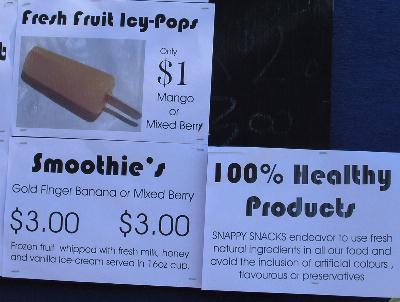 Fresh Fruit Icy-Pops
Only
$1
Mango
or
Mixed Berry
Smoothie's
Gold Finger Banana or Mixed Berry
$3.00 $3.00
Frozen fruit whipped with fresh milk, honey
and vanilla ice-cream served in 16oz cup.
100% Healthy
Products
SNAPPY SNACKS endeavor to use fresh
natural ingredients in all our food and
avoid the inclusion of artificial colours ,
flavourous or preservatives